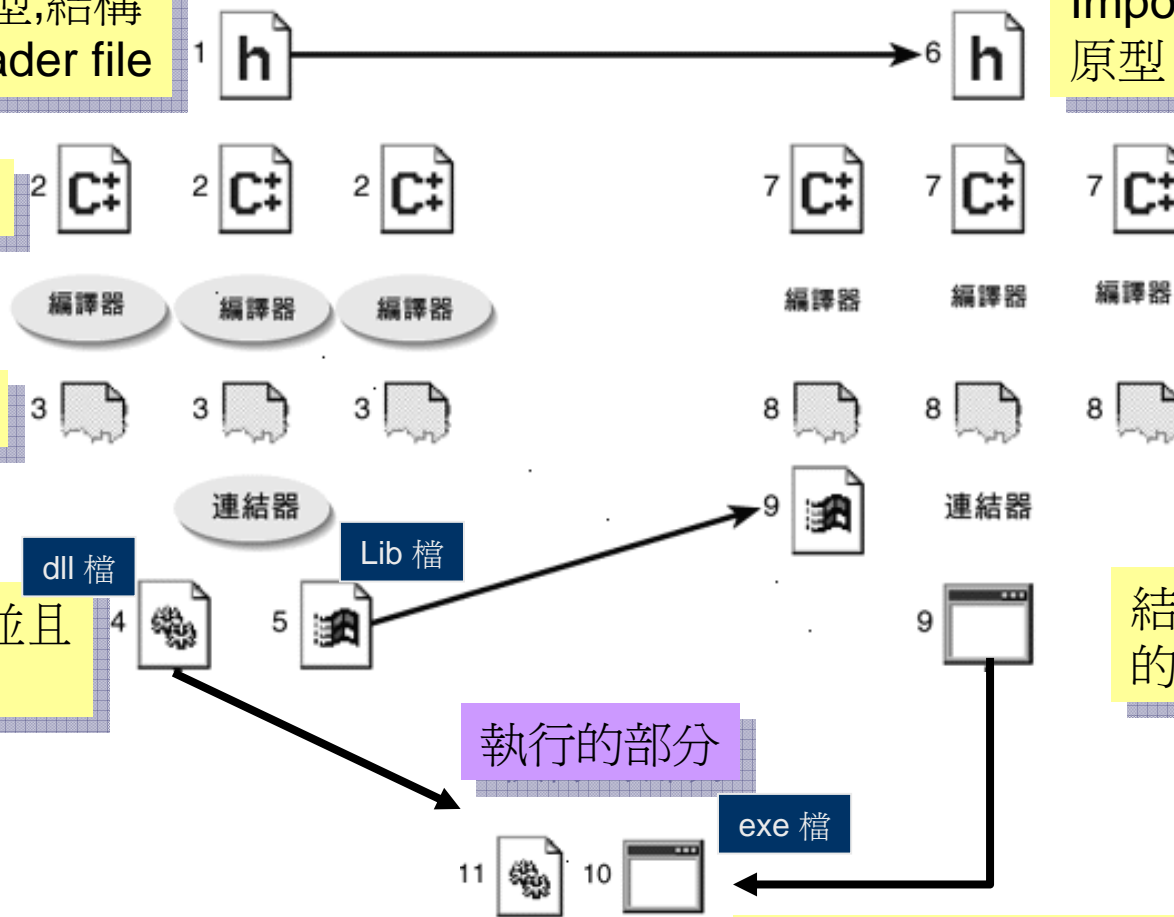 型,結構
ader file
1 h
6 h
Impo
原型
2 C++ 2 C++ 2 C++
7 C++ 7 C++ 7 C++
編譯器 編譯器 編譯器
編譯器 編譯器 編譯器
3 3 3
8 8 8
連結器
9
連結器
dll 檔
Lib 檔
並且
4
5
9
結
的
執行的部分
exe 檔
11 10